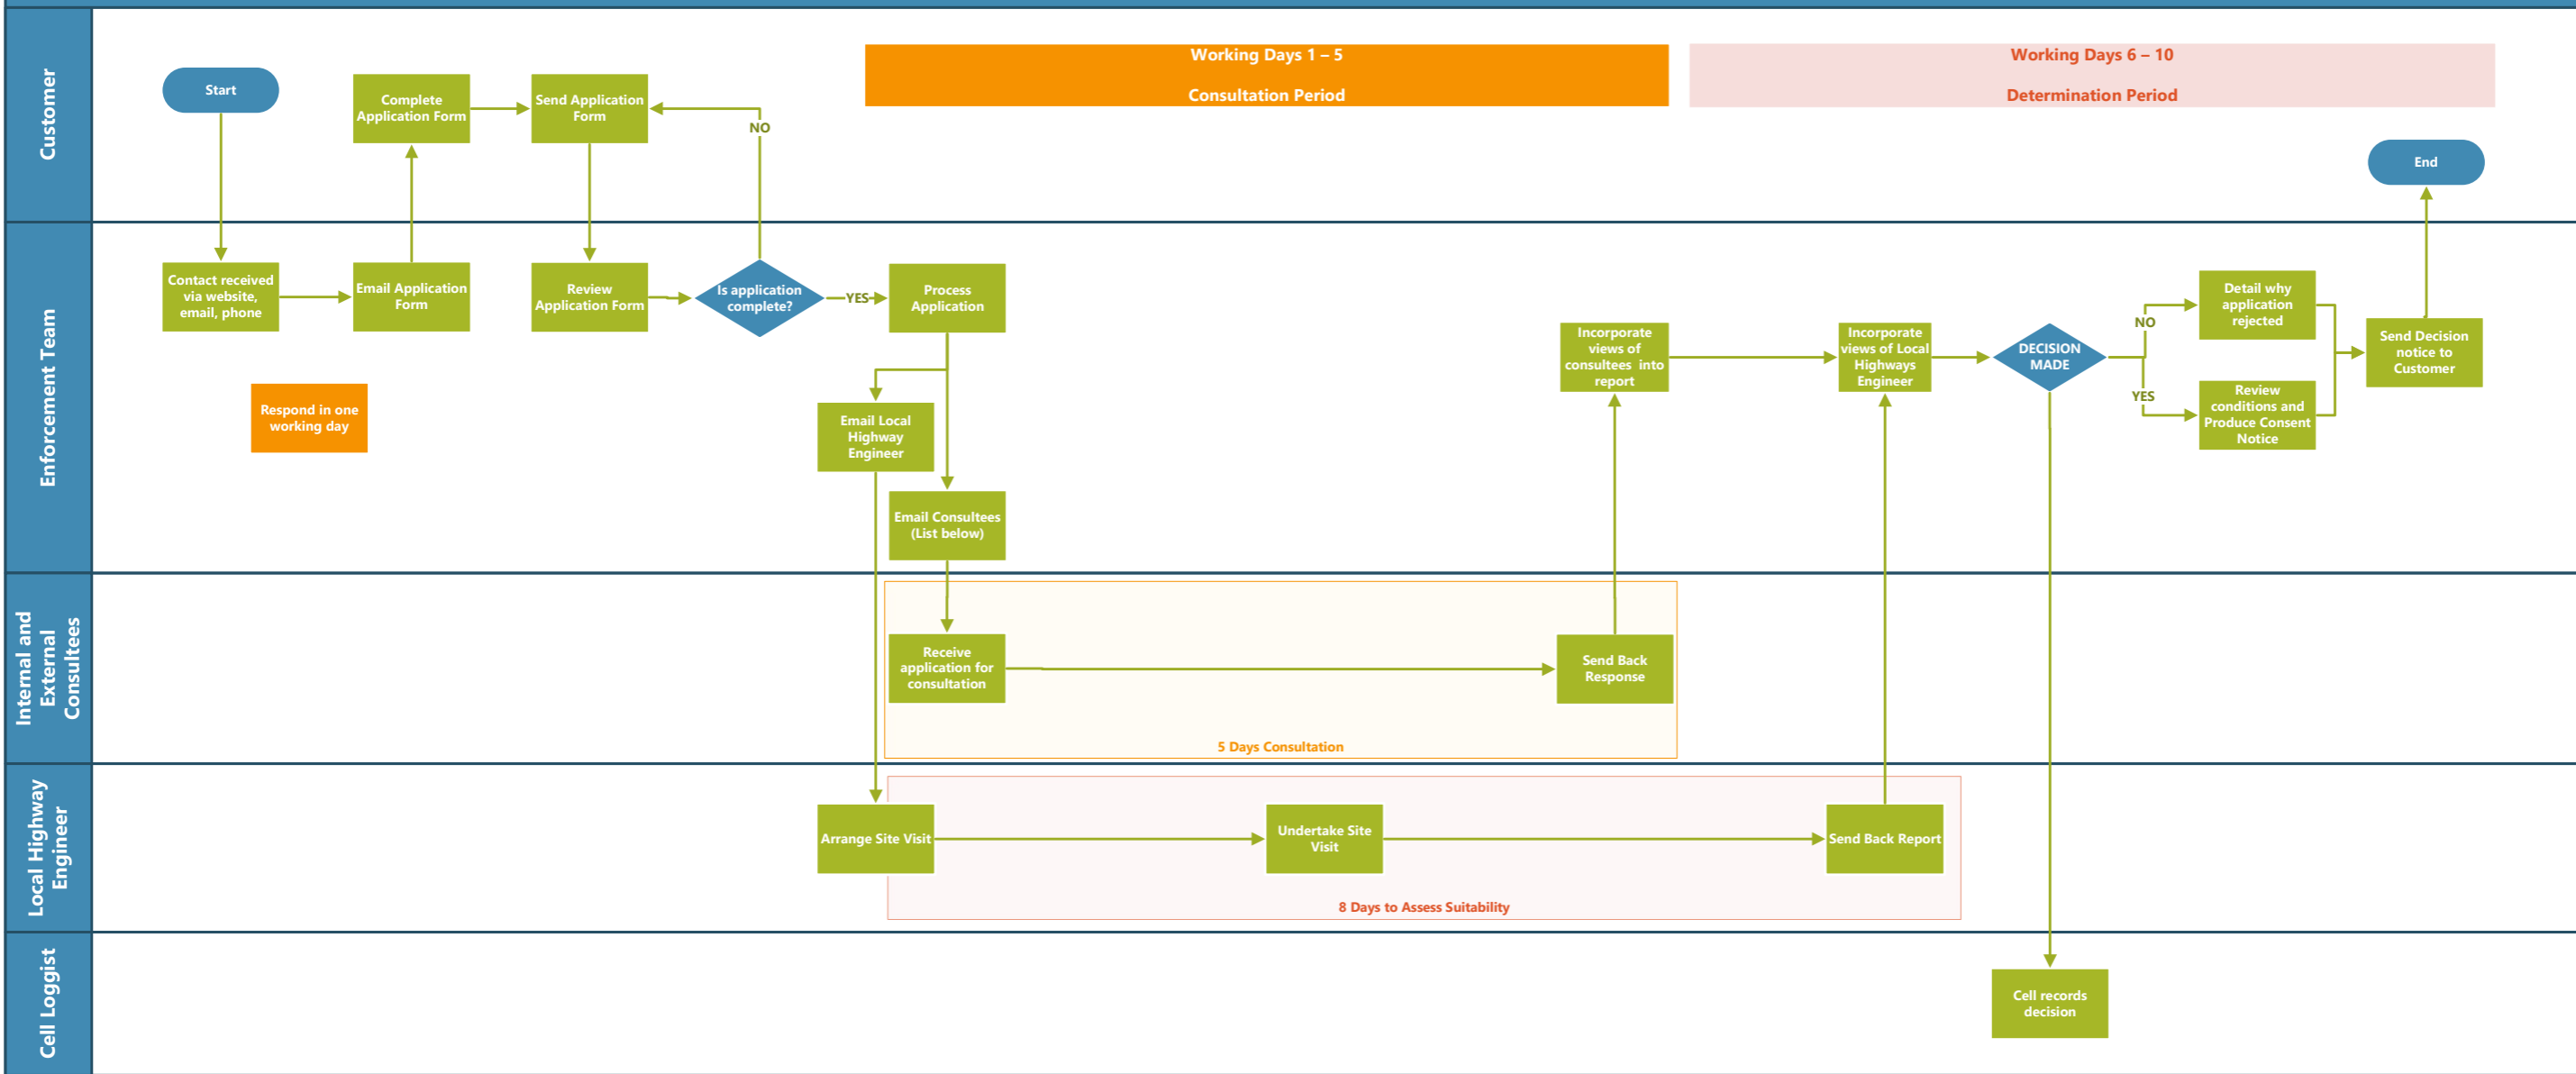 Customer
Start
Complete
Application Form
Send Application
Form
NO
Working Days 1 – 5
Consultation Period
Working Days 6 – 10
Determination Period
End
Enforcement Team
Contact received
via website,
email, phone
Email Application
Form
Respond in one
working day
Review
Application Form
Is application
complete?
YES
Process
Application
Email Local
Highway
Engineer
Email Consultees
(List below)
Incorporate
views of
consultees into
report
Incorporate
views of Local
Highways
Engineer
DECISION
MADE
NO
YES
Detail why
application
rejected
Review
conditions and
Produce Consent
Notice
Send Decision
notice to
Customer
Internal and
External
Consultees
Receive
application for
consultation
Send Back
Response
5 Days Consultation
Local Highway
Engineer
Arrange Site Visit
Undertake Site
Visit
Send Back Report
8 Days to Assess Suitability
Cell Loggist
Cell records
decision